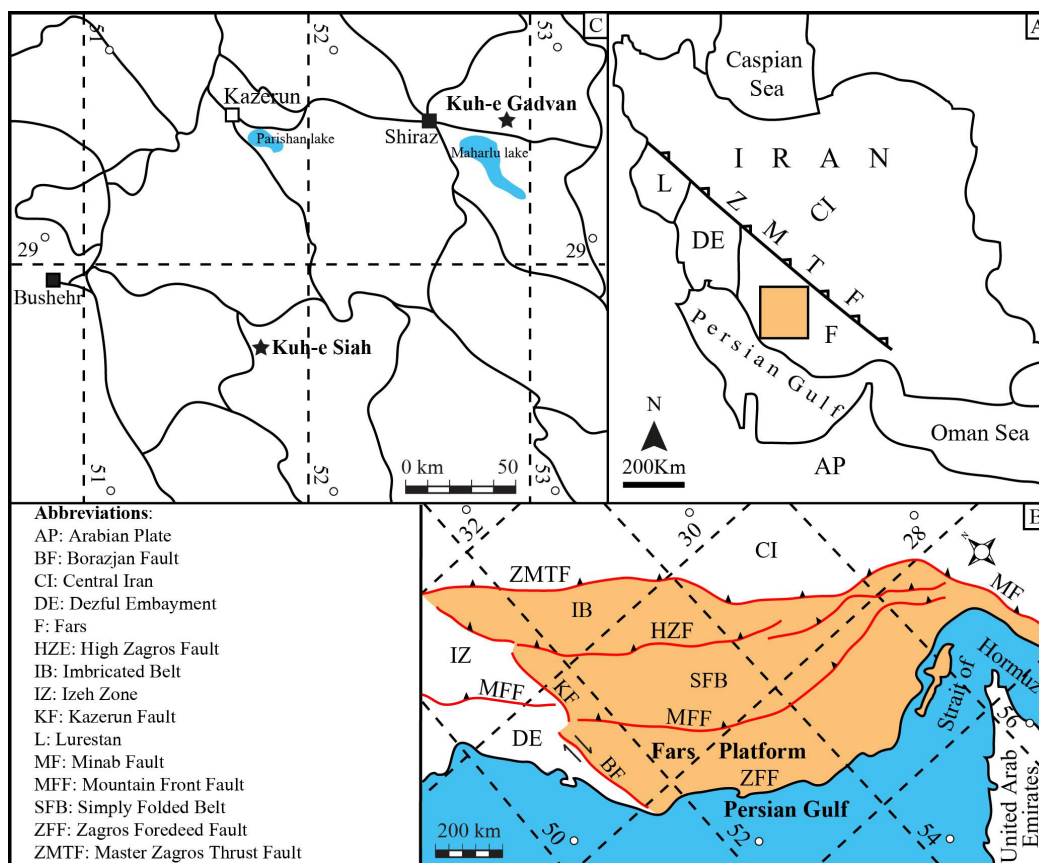 C
51
52
53
Kazerun
Kuh-e Gadvan
Shiraz
Parishan lake
Maharlu lake
29
29
Bushehr
Kuh-e Siah
51
52
53
0 km 50
A
Caspian
Sea
I R A N
L
Z M T F
CI
DE
F
Persian Gulf
N
200Km
Oman Sea
AP
Abbreviations:
AP: Arabian Plate
BF: Borazjan Fault
CI: Central Iran
DE: Dezful Embayment
F: Fars
HZE: High Zagros Fault
IB: Imbricated Belt
IZ: Izeh Zone
KF: Kazerun Fault
L: Lurestan
MF: Minab Fault
MFF: Mountain Front Fault
SFB: Simply Folded Belt
ZFF: Zagros Foredeed Fault
ZMTF: Master Zagros Thrust Fault
B
32
30
28
CI
N
ZMTF
MF
IB
HZF
IZ
SFB
KF
MFF
MFF
DE
BF
Fars Platform
ZFF
Persian Gulf
Strait of
Hormuz
56
United Arab
Emirates
200 km
50
52
54